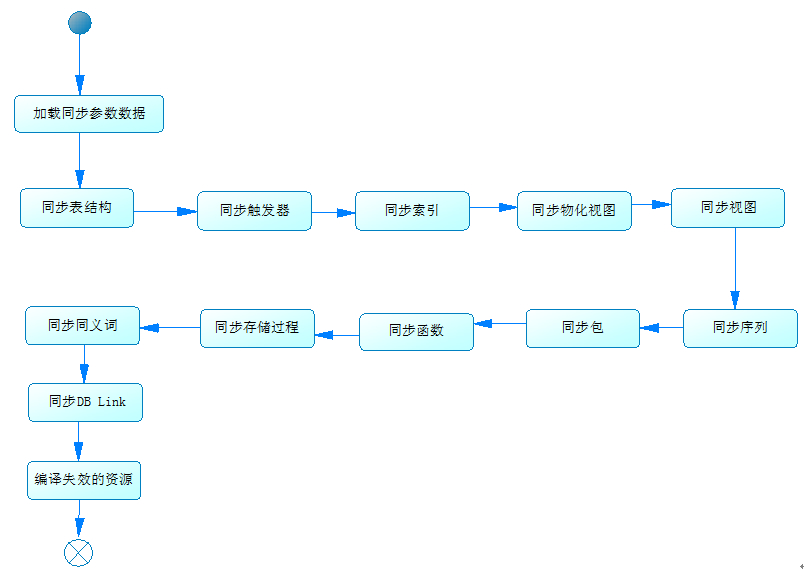 加载同步参数数据
同步表结构
同步触发器
同步索引
同步物化视图
同步视图
同步序列
同步包
同步函数
同步存储过程
同步同义词
同步DB Link
编译失效的资源